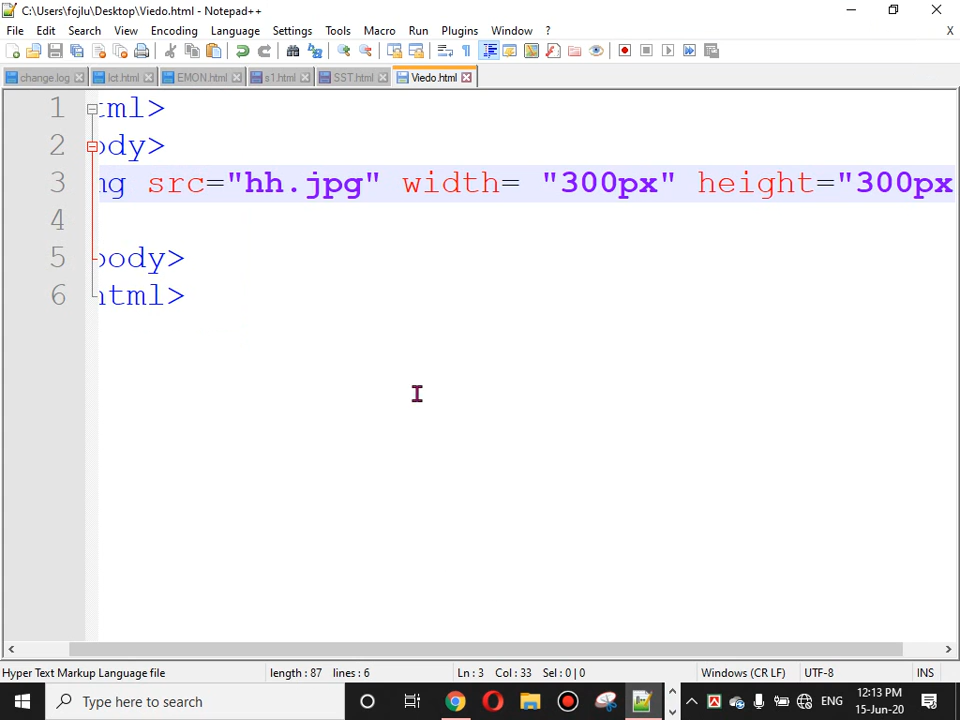 C:\Users\fojlu\Desktop\Viedo.html - Notepad++
File Edit Search View Encoding Language Settings Tools Macro Run Plugins Window ? X
change.log ict.html EMON.html s1.html SST.html Viedo.html
1 tml>
2 ody>
3 mg src="hh.jpg" width= "300px" height="300px
4
5 body>
6 html>
Hyper Text Markup Language file length : 87 lines : 6 Ln : 3 Col : 33 Sel : 0 | 0 Windows (CR LF) UTF-8 INS
Type here to search ENG 12:13 PM
15-Jun-20